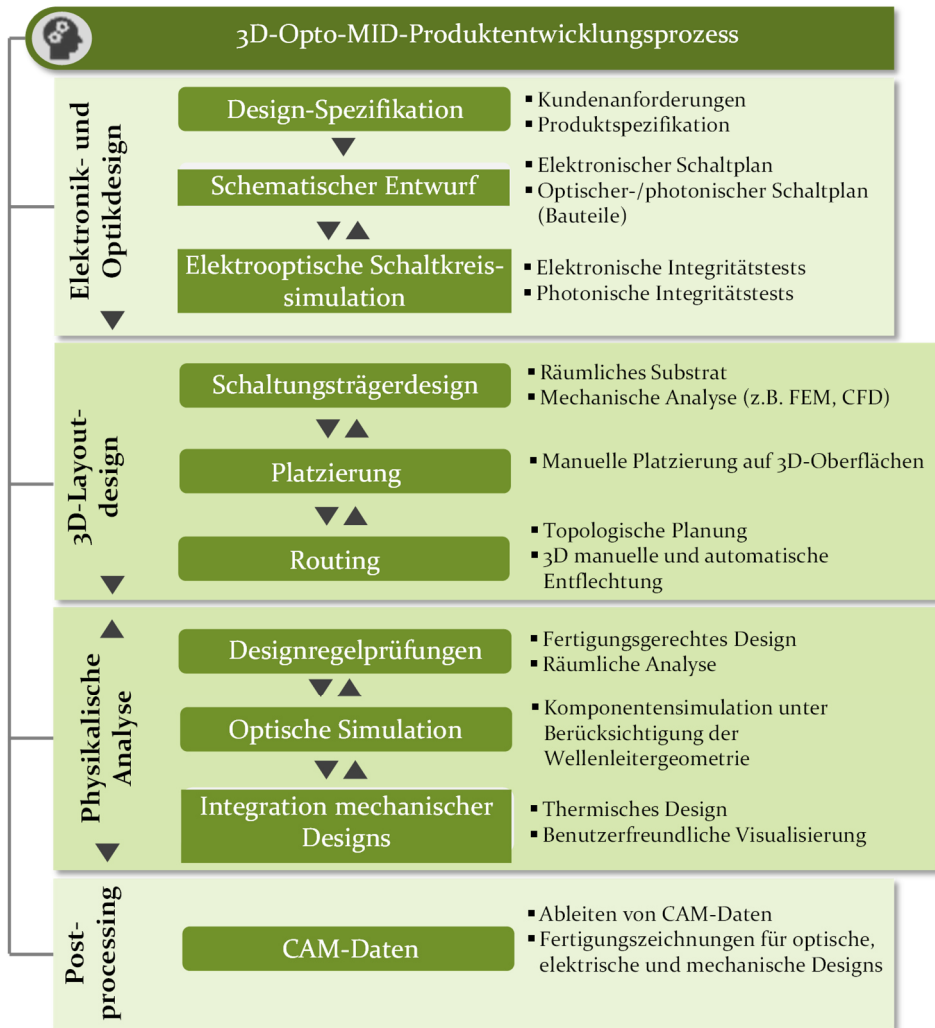 3D-Opto-MID-Produktentwicklungsprozess
Elektronik- und
Optikdesign
Design-Spezifikation
▪ Kundenanforderungen
▪ Produktspezifikation
Schematischer Entwurf
▪ Elektronischer Schaltplan
▪ Optischer-/photonischer Schaltplan
(Bauteile)
Elektrooptische Schaltkreis-
simulation
▪ Elektronische Integritätstests
▪ Photonische Integritätstests
3D-Layout-
design
Schaltungsträgerdesign
▪ Räumliches Substrat
▪ Mechanische Analyse (z.B. FEM, CFD)
Platzierung
▪ Manuelle Platzierung auf 3D-Oberflächen
Routing
▪ Topologische Planung
▪ 3D manuelle und automatische
Entflechtung
Physikalische
Analyse
Designregelprüfungen
▪ Fertigungsgerechtes Design
▪ Räumliche Analyse
Optische Simulation
▪ Komponentensimulation unter
Berücksichtigung der
Wellenleitergeometrie
Integration mechanischer
Designs
▪ Thermisches Design
▪ Benutzerfreundliche Visualisierung
Post-
processing
CAM-Daten
▪ Ableiten von CAM-Daten
▪ Fertigungszeichnungen für optische,
elektrische und mechanische Designs